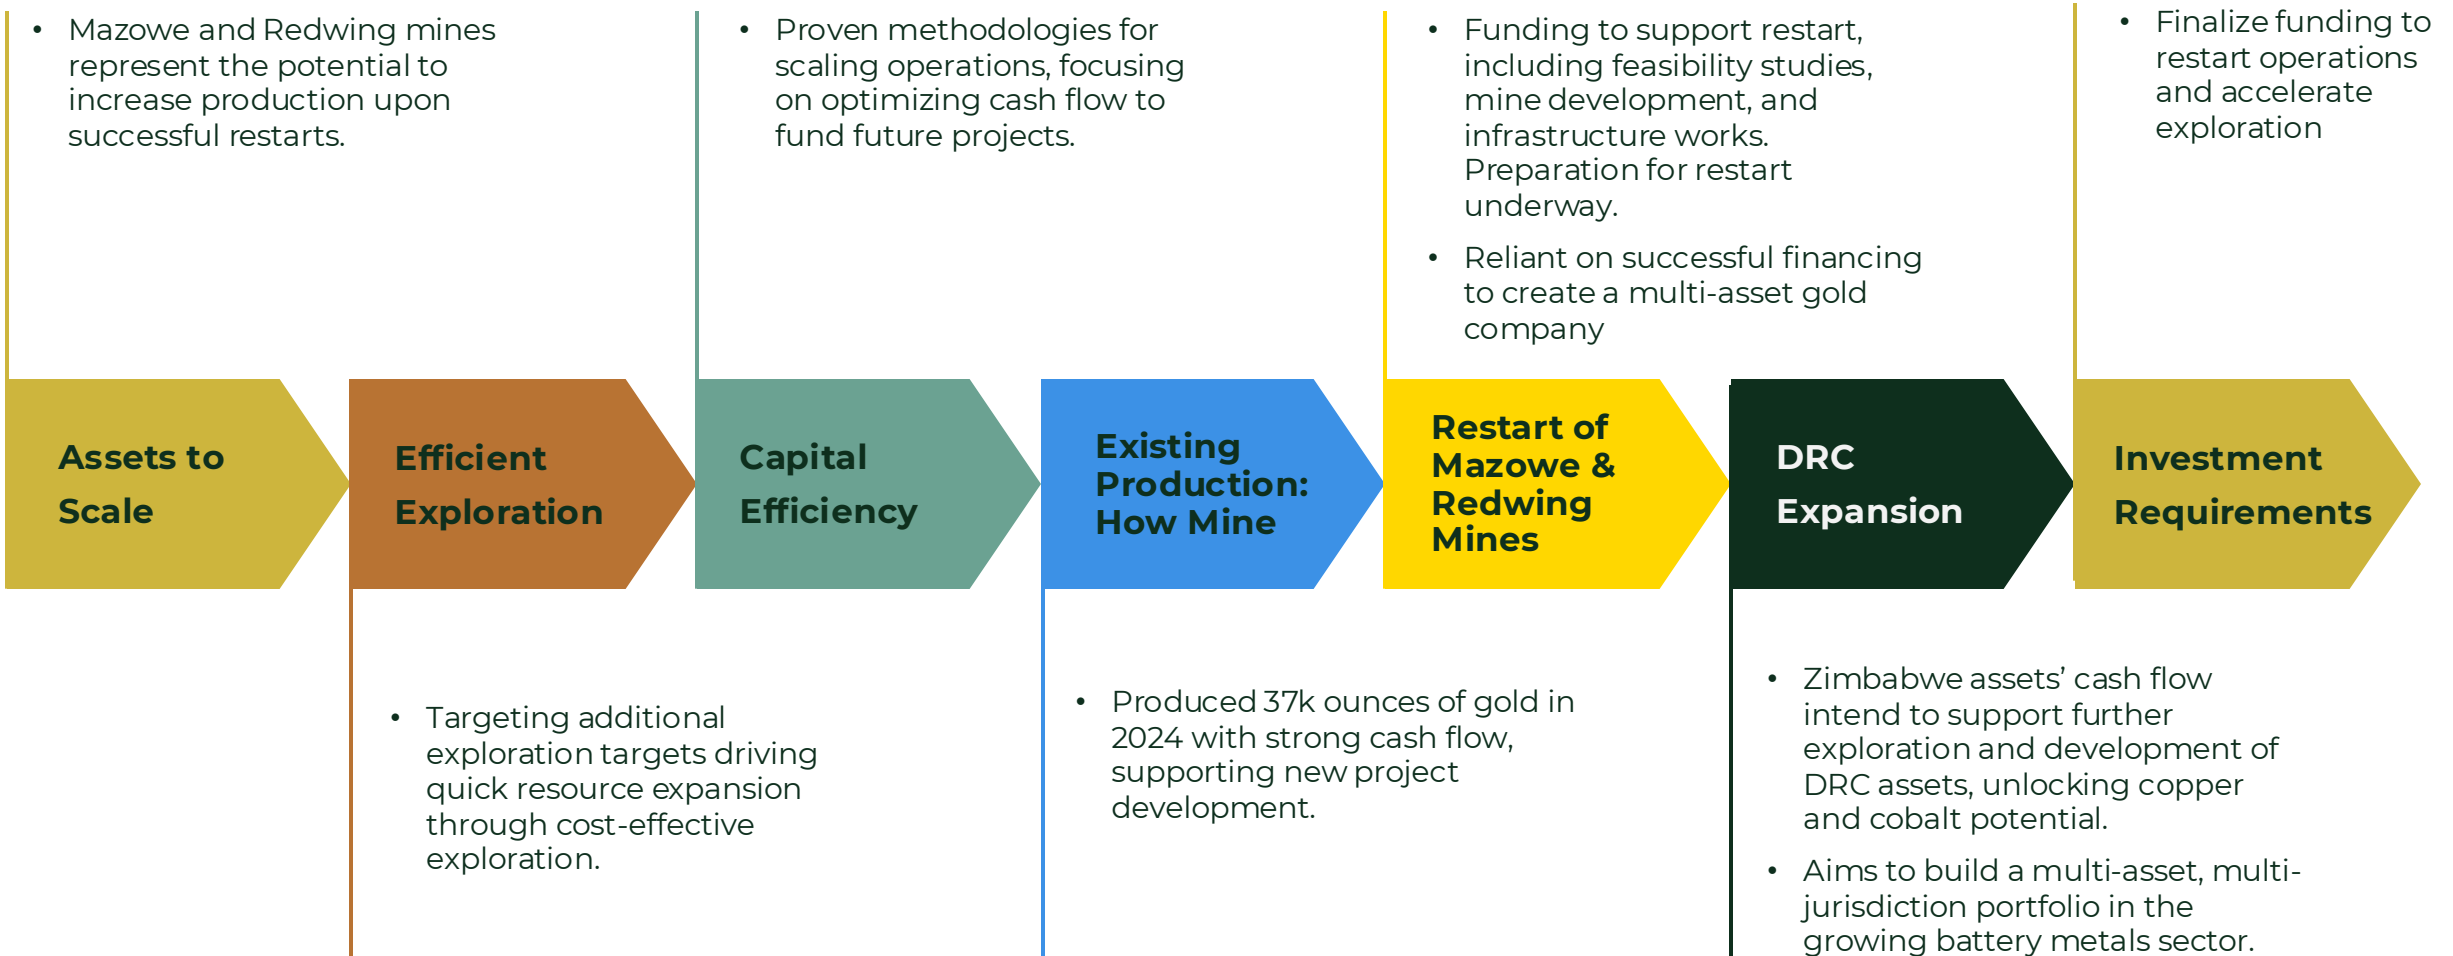 • Mazowe and Redwing mines
represent the potential to
increase production upon
successful restarts.
• Proven methodologies for
scaling operations, focusing
on optimizing cash flow to
fund future projects.
• Funding to support restart,
including feasibility studies,
mine development, and
infrastructure works.
Preparation for restart
underway.
• Reliant on successful financing
to create a multi-asset gold
company
• Finalize funding to
restart operations
and accelerate
exploration
Assets to
Scale
Efficient
Exploration
Capital
Efficiency
Existing
Production:
How Mine
Restart of
Mazowe &
Redwing
Mines
DRC
Expansion
Investment
Requirements
• Targeting additional
exploration targets driving
quick resource expansion
through cost-effective
exploration.
• Produced 37k ounces of gold in
2024 with strong cash flow,
supporting new project
development.
• Zimbabwe assets’ cash flow
intend to support further
exploration and development of
DRC assets, unlocking copper
and cobalt potential.
• Aims to build a multi-asset, multi-
jurisdiction portfolio in the
growing battery metals sector.